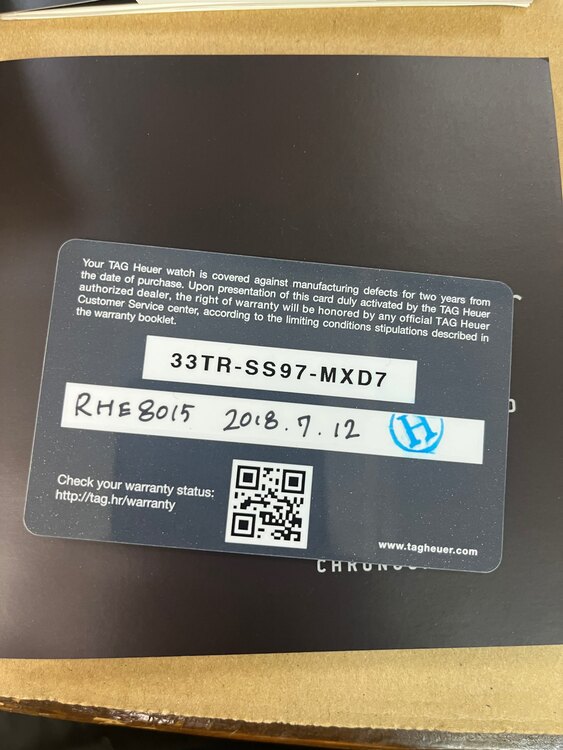 Your TAG Heuer watch is covered against manufacturing defects for two years from
the date of purchase. Upon presentation of this card duly activated by the TAG Heuer
authorized dealer, the right of warranty will be honored by any official TAG Heuer
Customer Service center, according to the limiting conditions stipulations described in
the warranty booklet.
33TR-SS97-MXD7
RHE8015 2018.7.12 H
Check your warranty status:
http://tag.hr/warranty
www.tagheuer.com